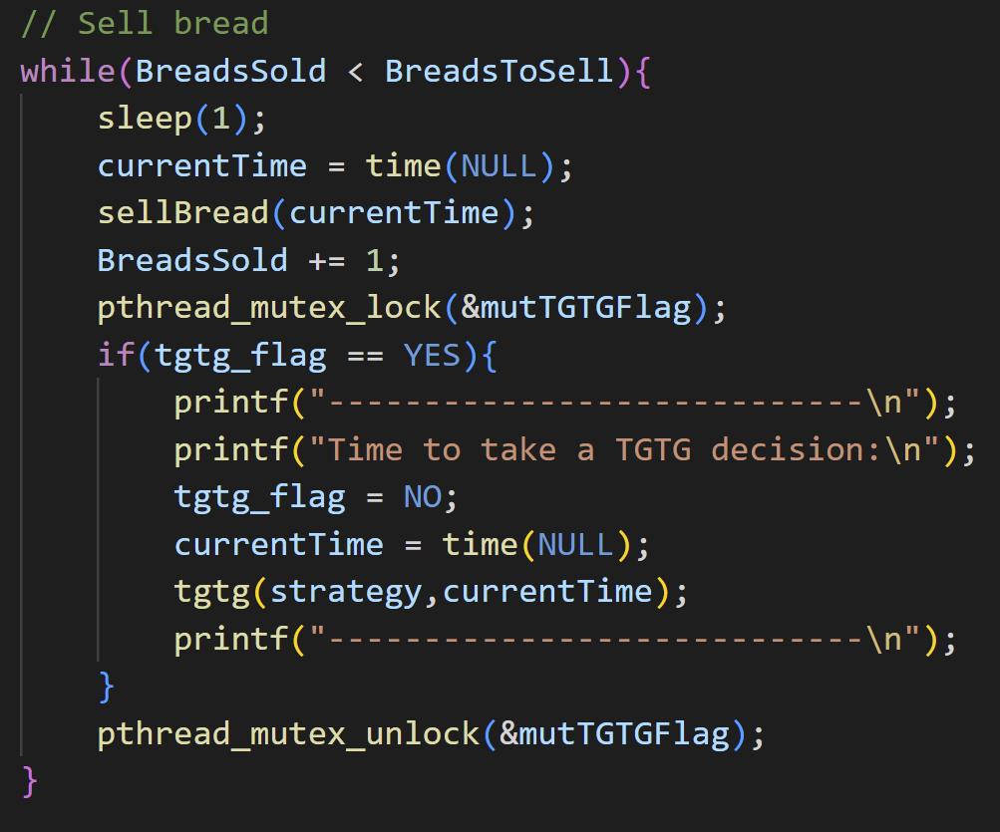 // Sell bread
while(BreadsSold < BreadsToSell){
sleep(1);
currentTime = time(NULL);
sellBread(currentTime);
BreadsSold += 1;
pthread_mutex_lock(&mutTGTGFlag);
if(tgtg_flag == YES){
printf("----------------------------\n");
printf("Time to take a TGTG decision:\n");
tgtg_flag = NO;
currentTime = time(NULL);
tgtg(strategy,currentTime);
printf("----------------------------\n");
}
pthread_mutex_unlock(&mutTGTGFlag);
}